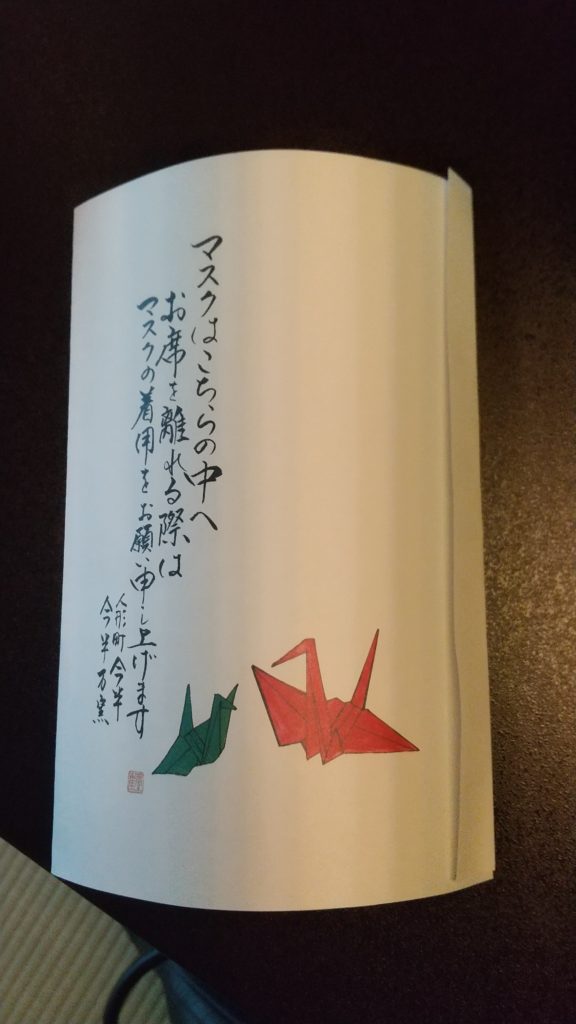 マスクはこちらの中へ
お席を離れる際は
マスクの着用をお願い申し上げます
人形町今半
今半万窯